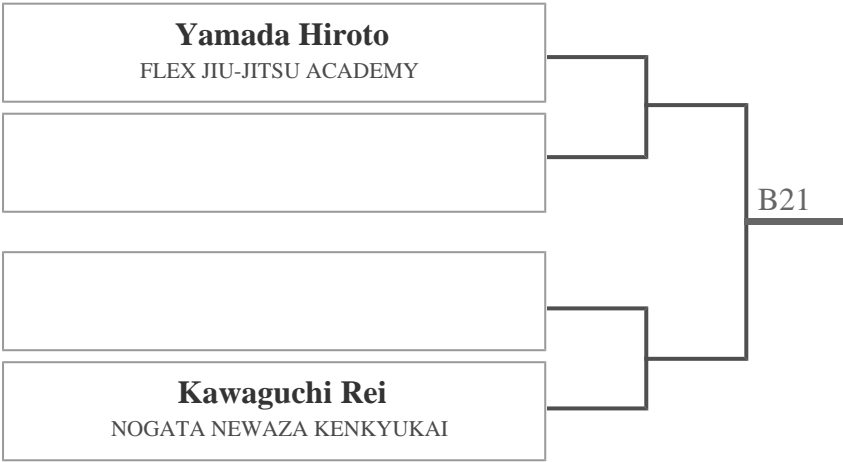 Yamada Hiroto
FLEX JIU-JITSU ACADEMY
B21
Kawaguchi Rei
NOGATA NEWAZA KENKYUKAI